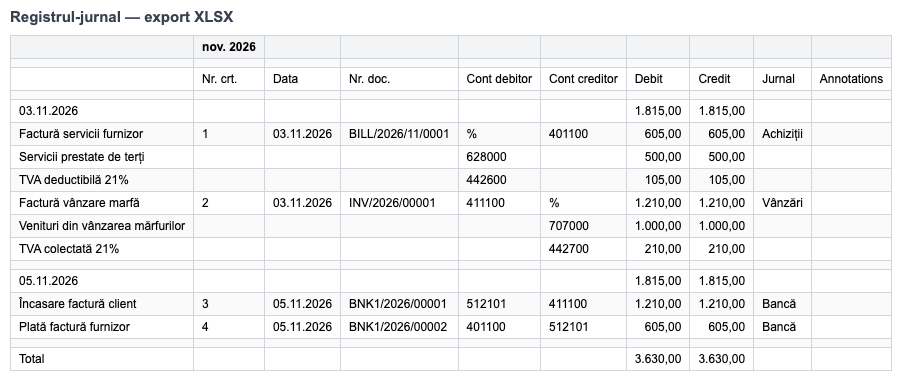 Registrul-jurnal — export XLSX
nov. 2026
Nr. crt. Data Nr. doc. Cont debitor Cont creditor Debit Credit Jurnal Annotations
03.11.2026 1.815,00 1.815,00
Factură servicii furnizor 1 03.11.2026 BILL/2026/11/0001 % 401100 605,00 605,00 Achiziții
Servicii prestate de terți 628000 500,00 500,00
TVA deductibilă 21% 442600 105,00 105,00
Factură vânzare marfă 2 03.11.2026 INV/2026/00001 411100 % 1.210,00 1.210,00 Vânzări
Venituri din vânzarea mărfurilor 707000 1.000,00 1.000,00
TVA colectată 21% 442700 210,00 210,00
05.11.2026 1.815,00 1.815,00
Încasare factură client 3 05.11.2026 BNK1/2026/00001 512101 411100 1.210,00 1.210,00 Bancă
Plată factură furnizor 4 05.11.2026 BNK1/2026/00002 401100 512101 605,00 605,00 Bancă
Total 3.630,00 3.630,00